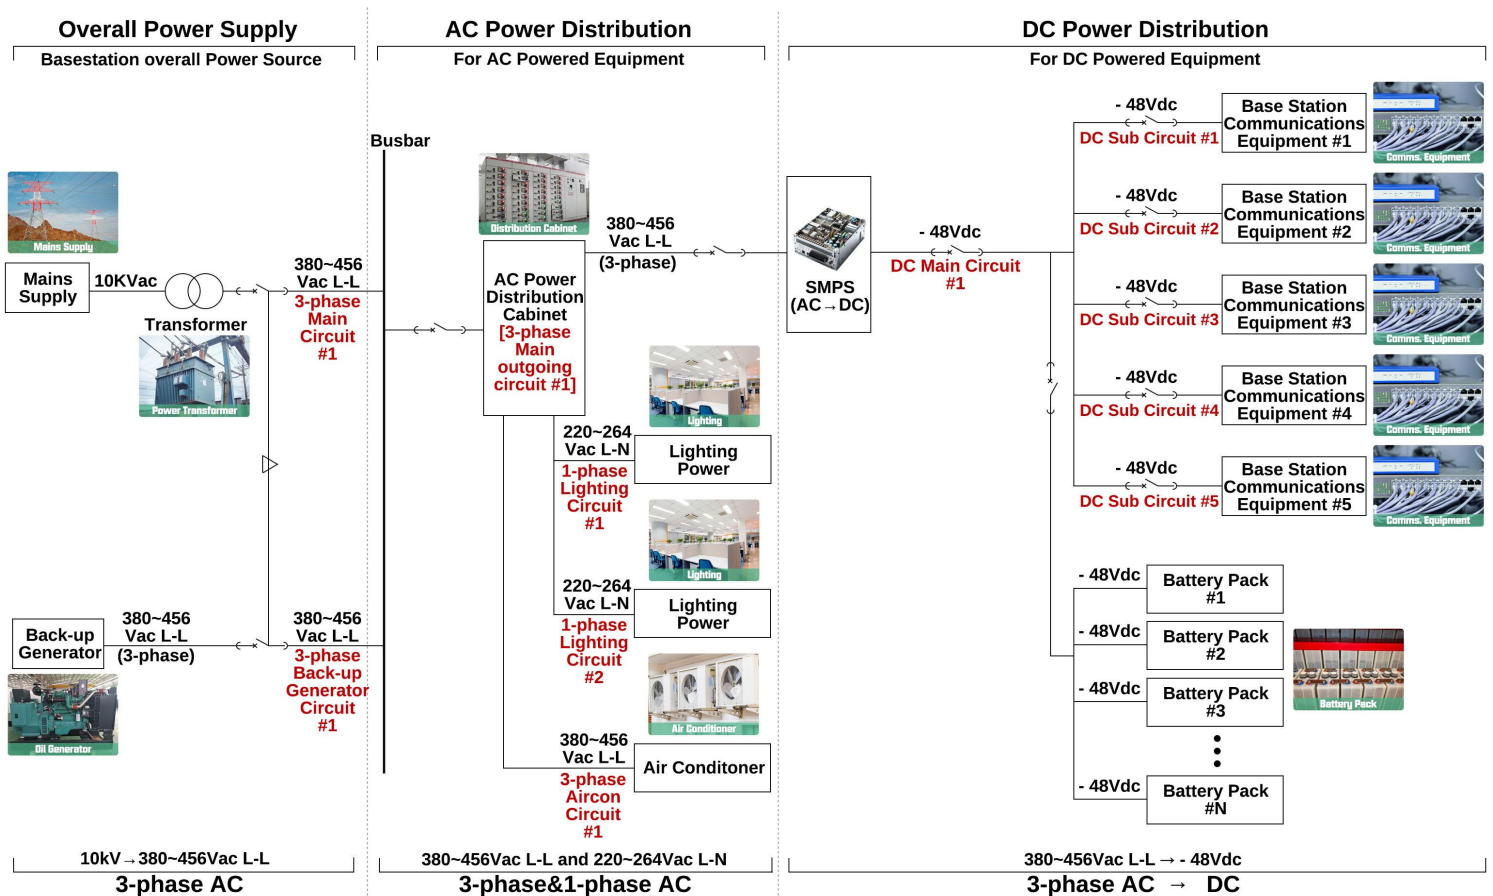 Overall Power Supply
Basestation overall Power Source
Mains Supply
Mains
Supply
10KVac
Transformer
Power Transformer
380~456
Vac L-L
3-phase
Main
Circuit
#1
Back-up
Generator
380~456
Vac L-L
(3-phase)
Oil Generator
380~456
Vac L-L
3-phase
Back-up
Generator
Circuit
#1
10kV→380~456Vac L-L
3-phase AC
AC Power Distribution
For AC Powered Equipment
Busbar
Distribution Cabinet
AC Power
Distribution
Cabinet
[3-phase
Main
outgoing
circuit #1]
380~456
Vac L-L
(3-phase)
Lighting
220~264
Vac L-N
1-phase
Lighting
Circuit
#1
Lighting
Power
Lighting
220~264
Vac L-N
1-phase
Lighting
Circuit
#2
Lighting
Power
Air Conditioner
380~456
Vac L-L
3-phase
Aircon
Circuit
#1
Air Conditoner
380~456Vac L-L and 220~264Vac L-N
3-phase&1-phase AC
DC Power Distribution
For DC Powered Equipment
SMPS
(AC→DC)
- 48Vdc
DC Main Circuit
#1
- 48Vdc
DC Sub Circuit #1
Base Station
Communications
Equipment #1
Comms. Equipment
- 48Vdc
DC Sub Circuit #2
Base Station
Communications
Equipment #2
Comms. Equipment
- 48Vdc
DC Sub Circuit #3
Base Station
Communications
Equipment #3
Comms. Equipment
- 48Vdc
DC Sub Circuit #4
Base Station
Communications
Equipment #4
Comms. Equipment
- 48Vdc
DC Sub Circuit #5
Base Station
Communications
Equipment #5
Comms. Equipment
- 48Vdc
Battery Pack
#1
- 48Vdc
Battery Pack
#2
- 48Vdc
Battery Pack
#3
Battery Pack
- 48Vdc
Battery Pack
#N
380~456Vac L-L → - 48Vdc
3-phase AC → DC